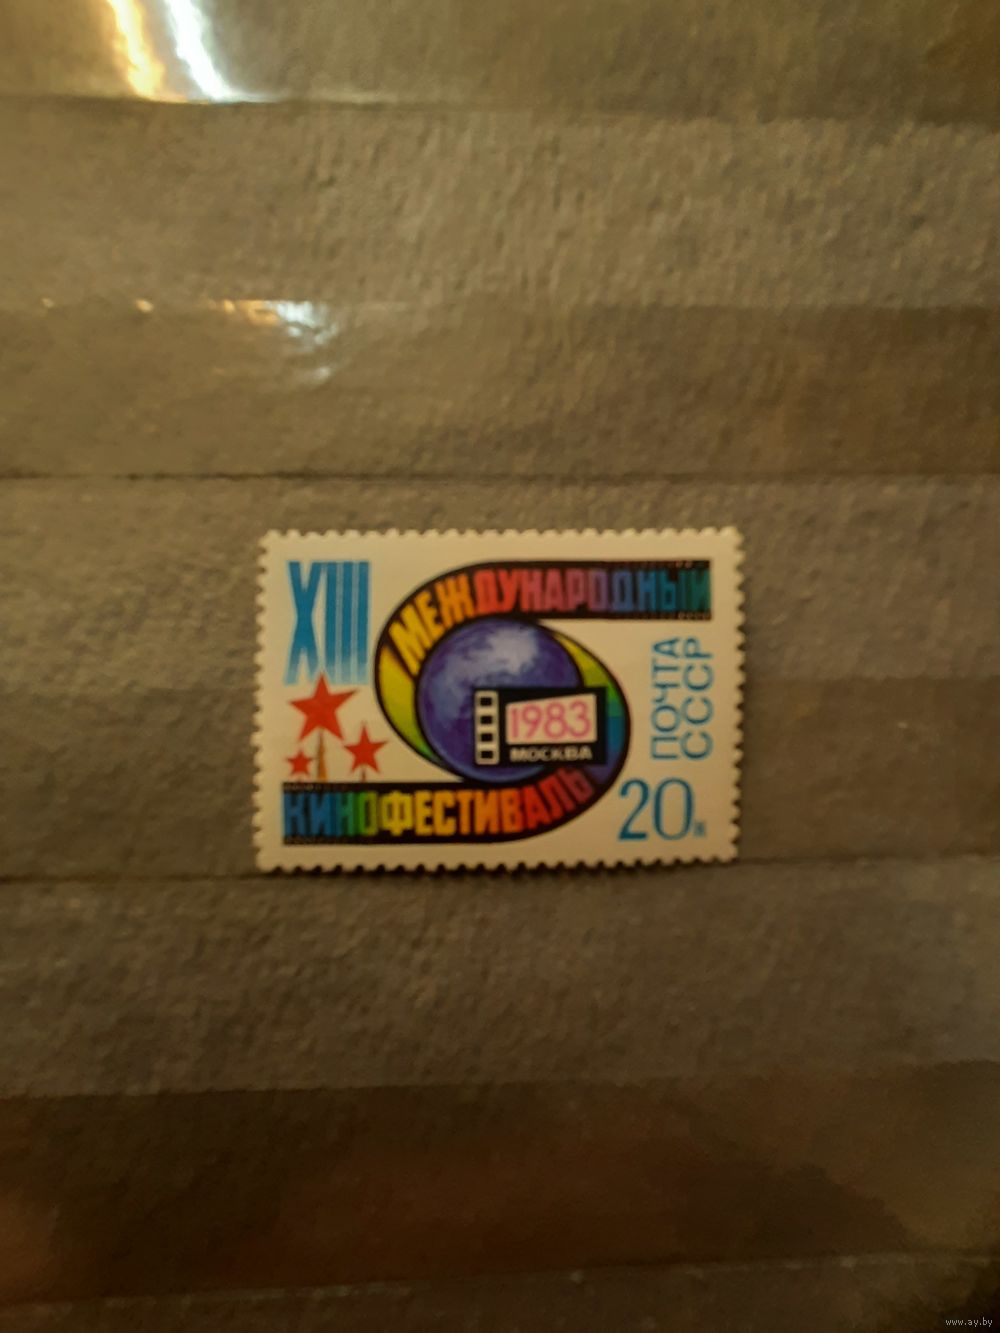 XIII
МЕЖДУНАРОДНЫЙ
1983
МОСКВА
КИНОФЕСТИВАЛЬ
ПОЧТА
СССР
20к
www.ay.by